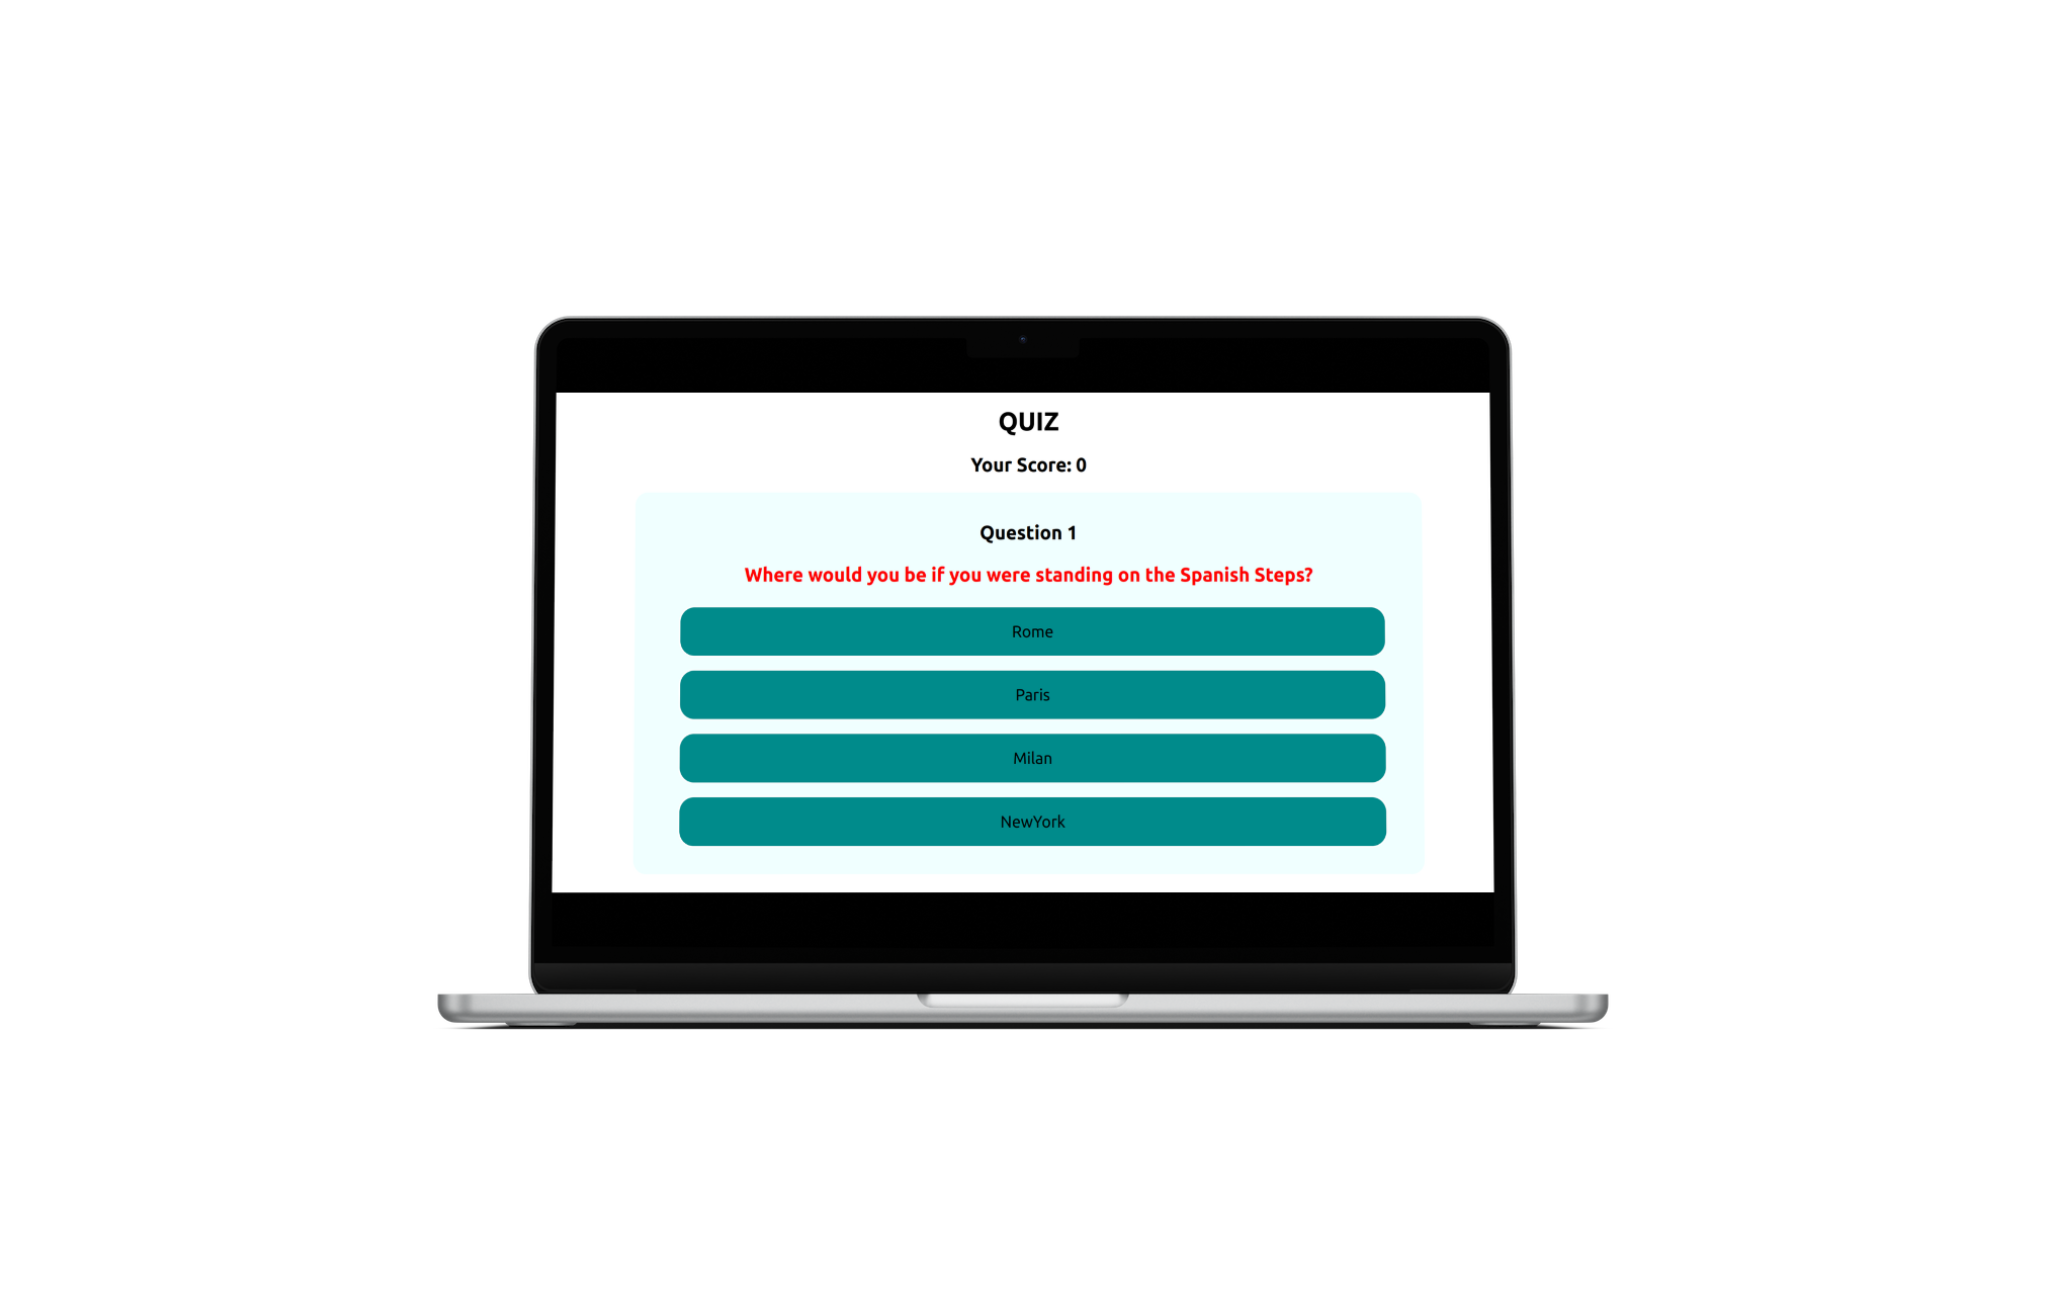 QUIZ
Your Score: 0
Question 1
Where would you be if you were standing on the Spanish Steps?
Rome
Paris
Milan
NewYork